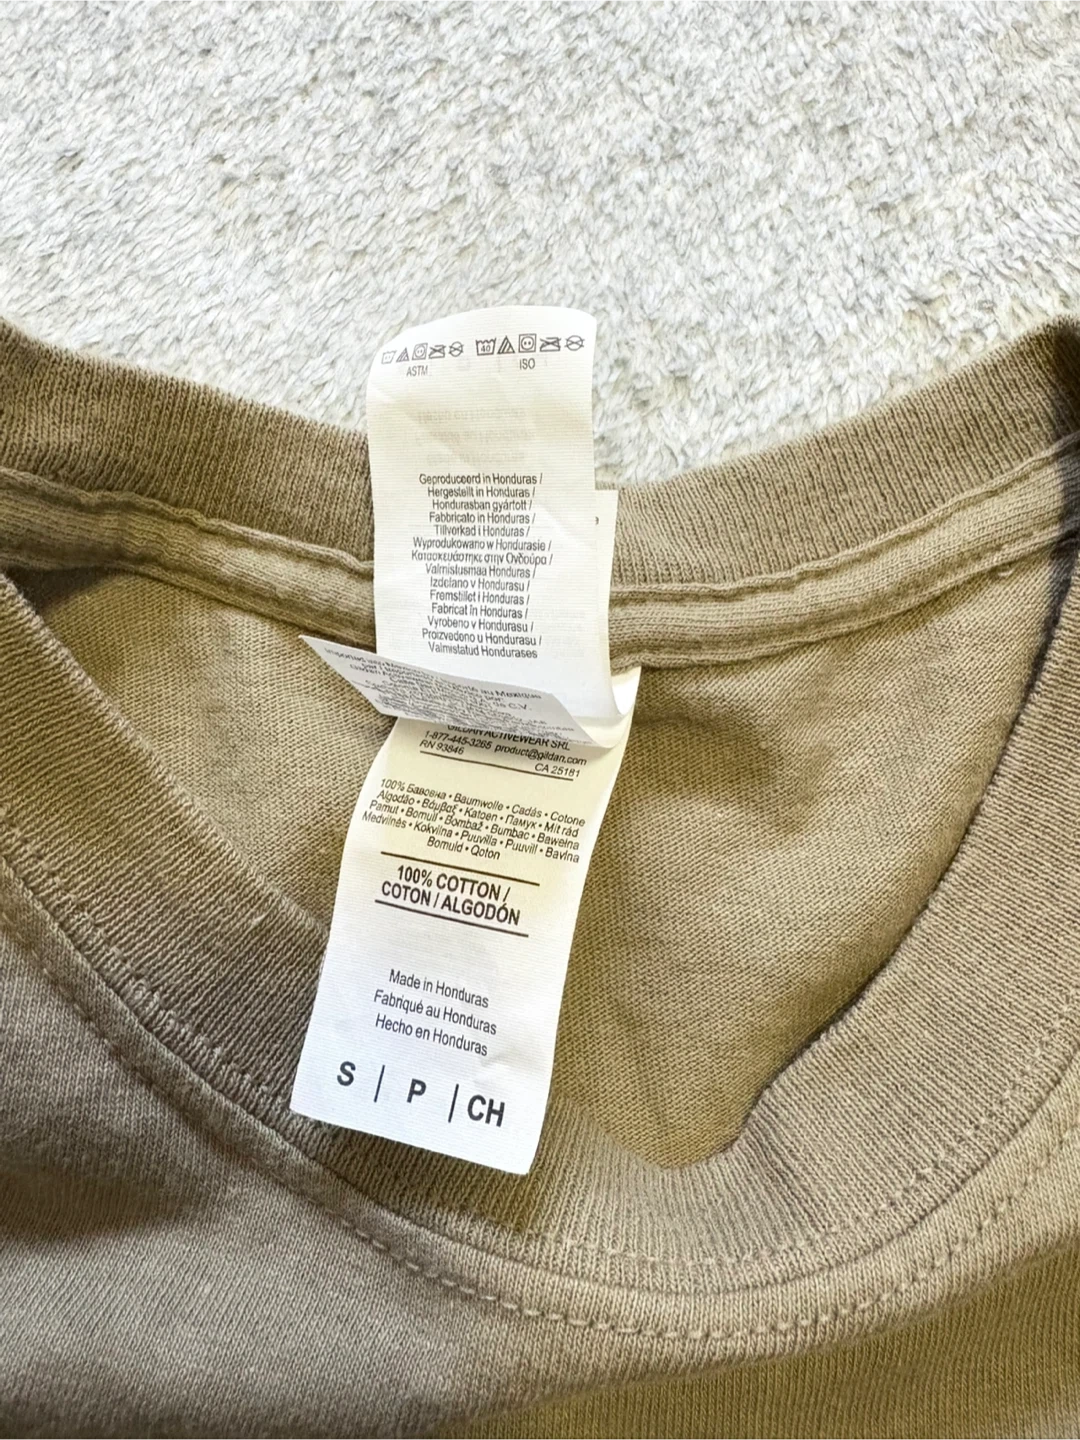 ASTM
ISO
40
Geproduceerd in Honduras /
Hergestellt in Honduras /
Hondurasban gyártott /
Fabbricato in Honduras /
Tillverkad i Honduras /
Wyprodukowano w Hondurasie /
Κατασκευάστηκε στην Ονδούρα /
Valmistusmaa Honduras /
Izdelano v Hondurasu /
Fremstillet i Honduras /
Fabricat în Honduras /
Vyrobeno v Hondurasu /
Proizvedeno u Hondurasu /
Valmistatud Hondurases
de C.V.
GILDAN ACTIVEWEAR SRL
1-877-445-3265 product@gildan.com
RN 93846 CA 25181
100% Бавовна • Baumwolle • Cadás • Cotone
Algodão • Βάμβαξ • Katoen • Памук • Mit rád
Pamut • Bomull • Bombaž • Bumbac • Bawełna
Medvilnės • Kokvilna • Puuvilla • Puuvill • Bavlna
Bomuld • Qoton
100% COTTON /
COTON / ALGODÓN
Made in Honduras
Fabriqué au Honduras
Hecho en Honduras
S | P | CH